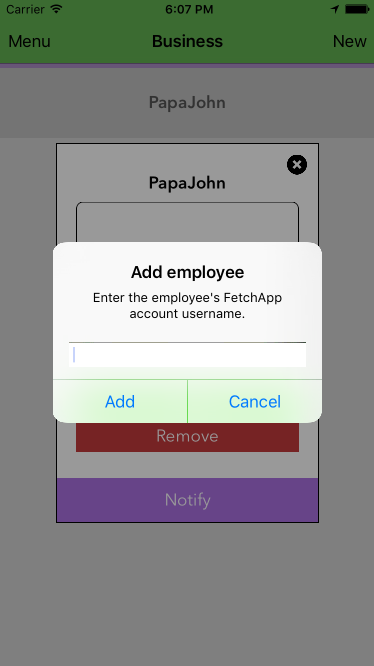 Carrier 6:07 PM
Menu Business New
PapaJohn
PapaJohn
Add employee
Enter the employee's FetchApp
account username.
Add Cancel
Remove
Notify